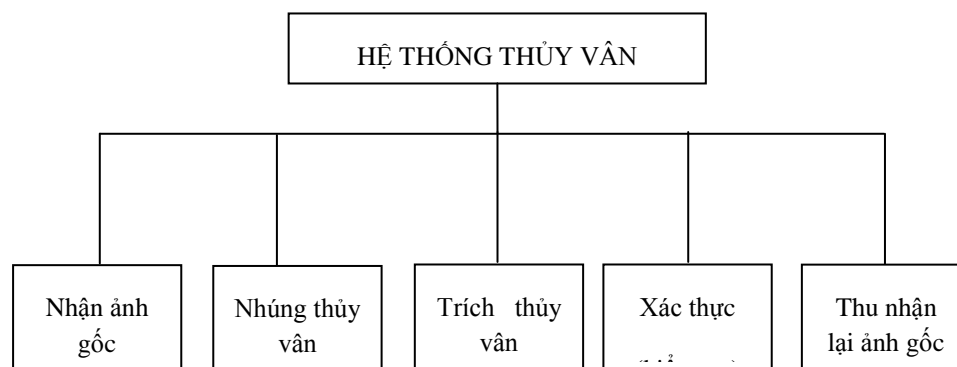 HỆ THỐNG THỦY VÂN
Nhận ảnh
gốc
Nhúng thủy
vân
Trích thủy
vân
Xác thực
Thu nhận
lại ảnh gốc